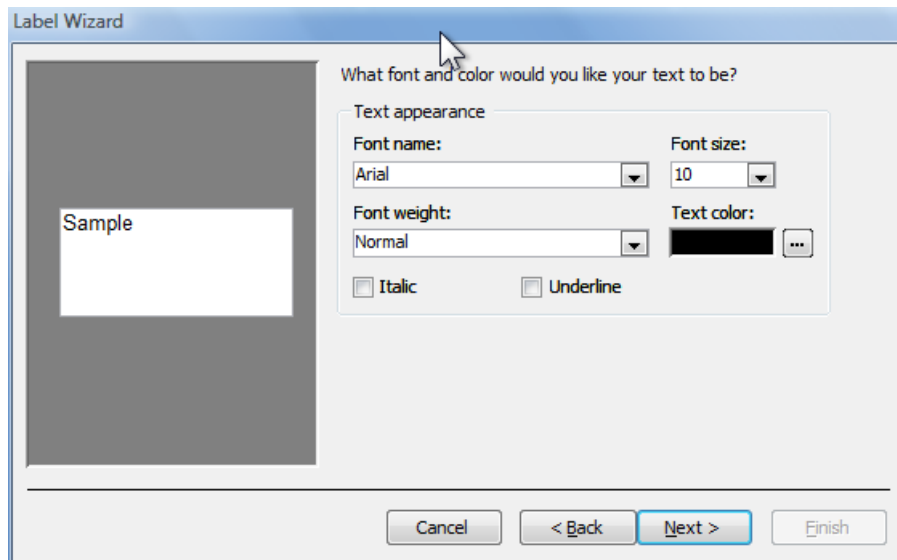 Label Wizard
What font and color would you like your text to be?
Text appearance
Font name:
Font size:
Arial
10
Sample
Font weight:
Text color:
Normal
...
Italic
Underline
Cancel
< Back
Next >
Finish